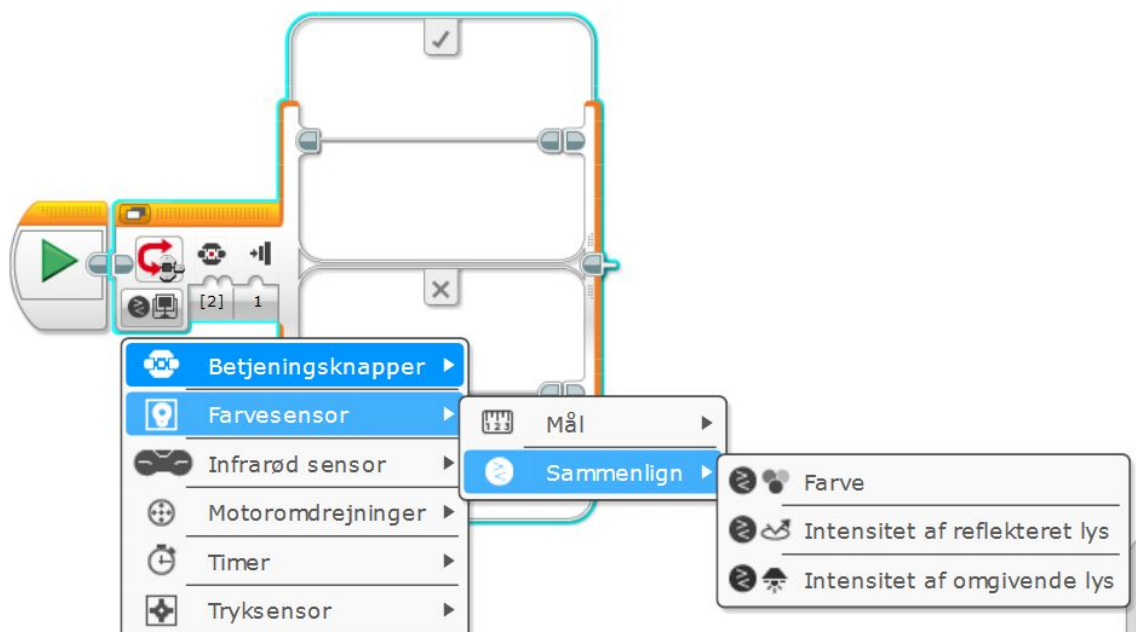 [2] 1
Betjeningsknapper
Farvesensor
Infrarød sensor
Motoromdrejninger
Timer
Tryksensor
Mål
Sammenlign
Farve
Intensitet af reflekteret lys
Intensitet af omgivende lys